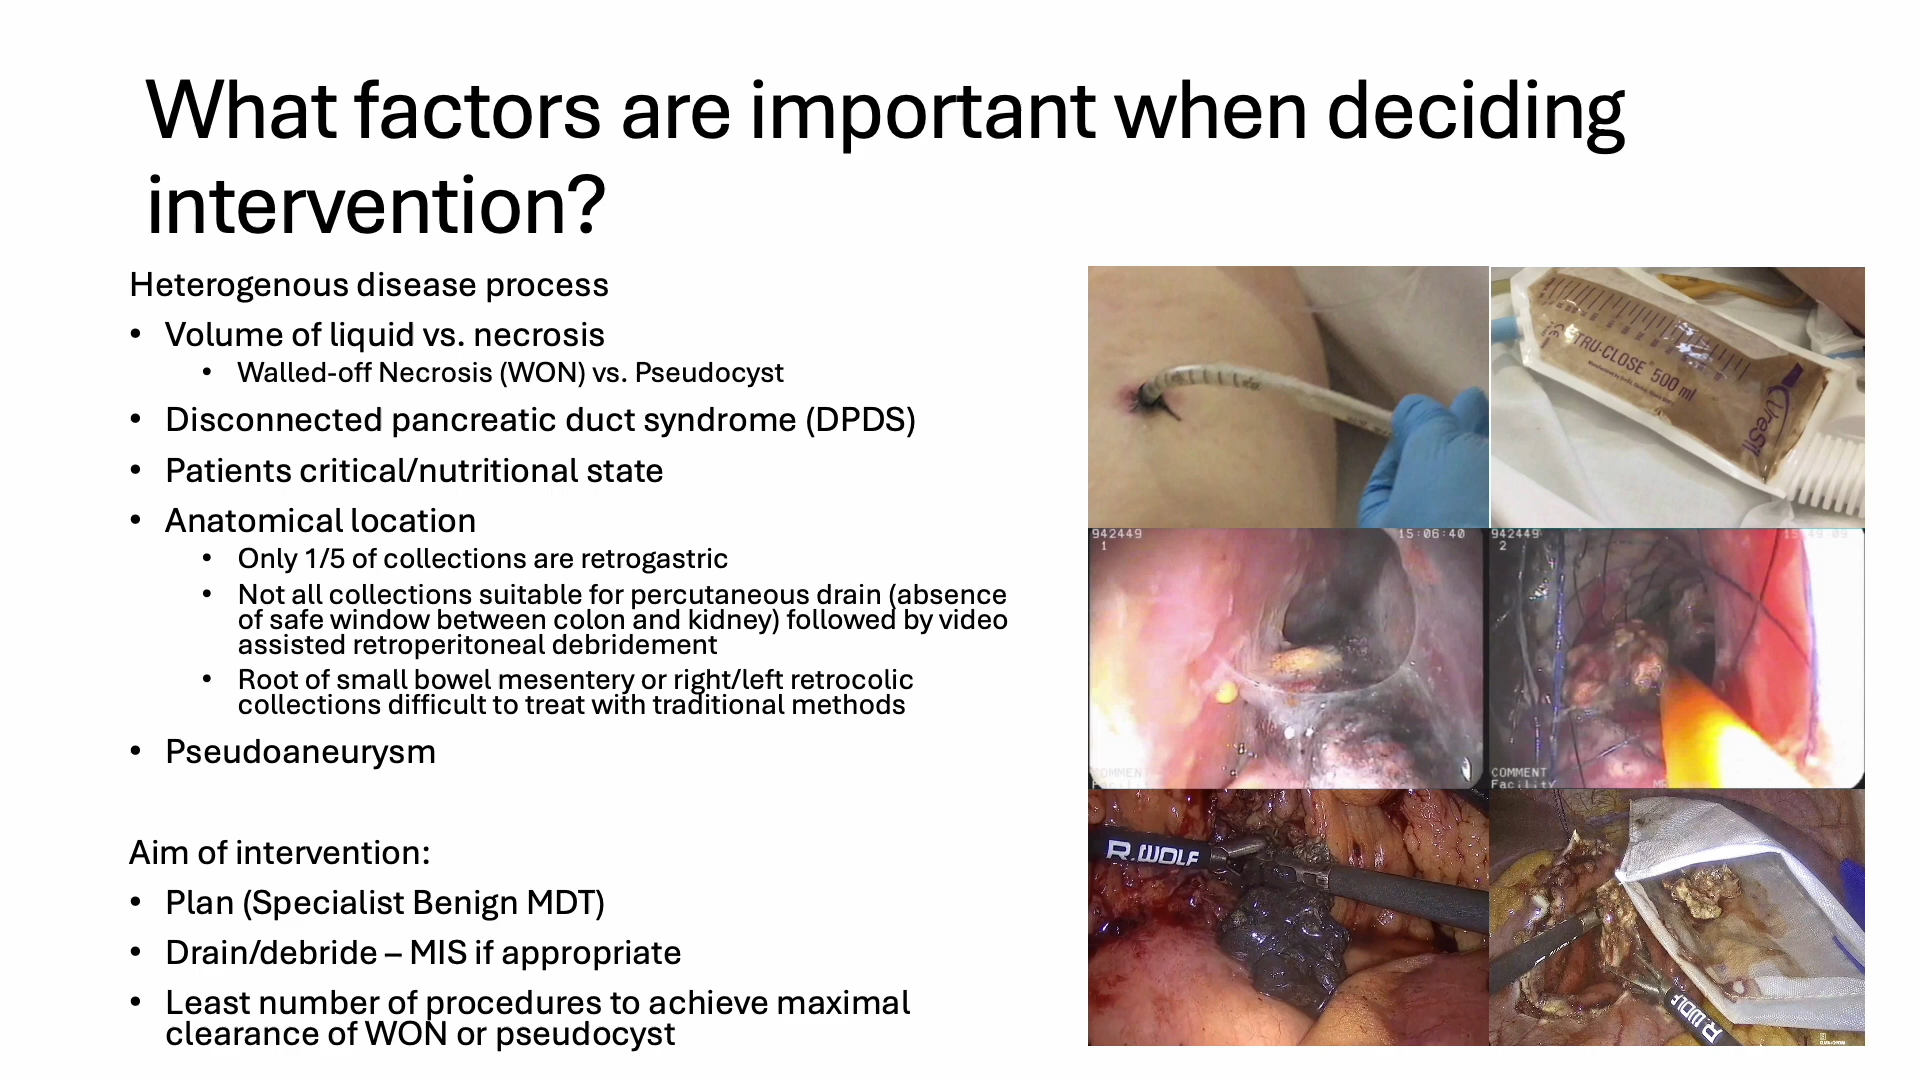 What factors are important when deciding
intervention?
Heterogenous disease process
• Volume of liquid vs. necrosis
• Walled-off Necrosis (WON) vs. Pseudocyst
• Disconnected pancreatic duct syndrome (DPDS)
• Patients critical/nutritional state
• Anatomical location
• Only 1/5 of collections are retrogastric
• Not all collections suitable for percutaneous drain (absence
of safe window between colon and kidney) followed by video
assisted retroperitoneal debridement
• Root of small bowel mesentery or right/left retrocolic
collections difficult to treat with traditional methods
• Pseudoaneurysm
Aim of intervention:
• Plan (Specialist Benign MDT)
• Drain/debride – MIS if appropriate
• Least number of procedures to achieve maximal
clearance of WON or pseudocyst
TRU-CLOSE® 500 ml
UreSil
942449 15:06:40
1
942449 15:49:09
2
COMMENT
Facility
R.WOLF
R.WOLF